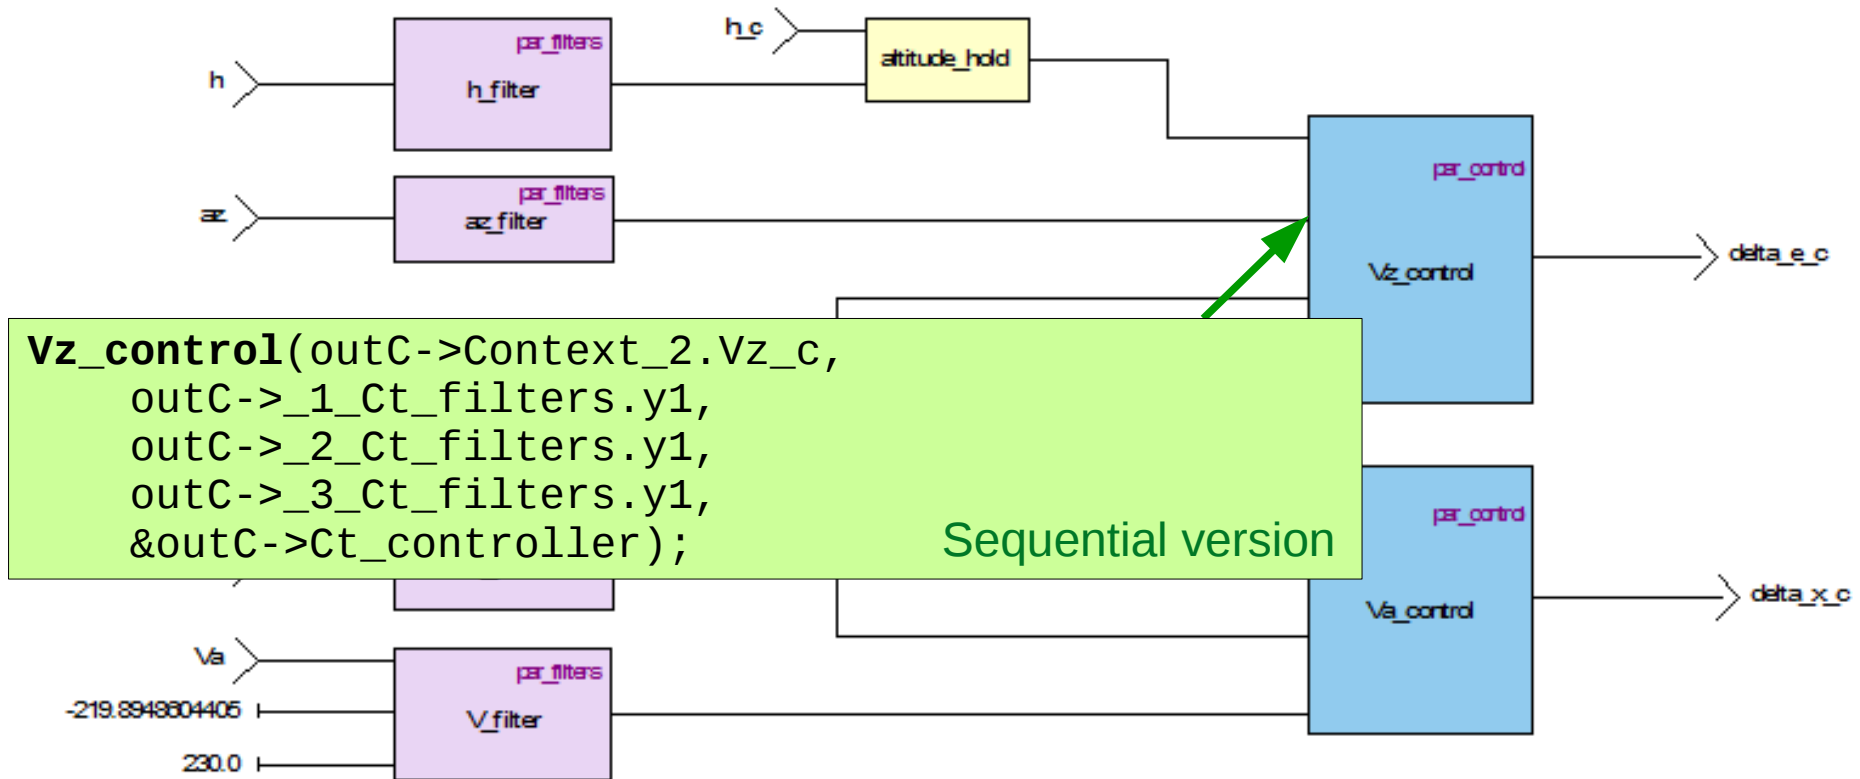 h
par_filters
h_filter
h_c
altitude_hold
az
par_filters
az_filter
par_control
Vz_control
delta_e_c
Vz_control(outC->Context_2.Vz_c,
outC->_1_Ct_filters.y1,
outC->_2_Ct_filters.y1,
outC->_3_Ct_filters.y1,
&outC->Ct_controller);
Sequential version
par_control
Va_control
delta_x_c
Va
-219.8948604405
230.0
par_filters
V_filter